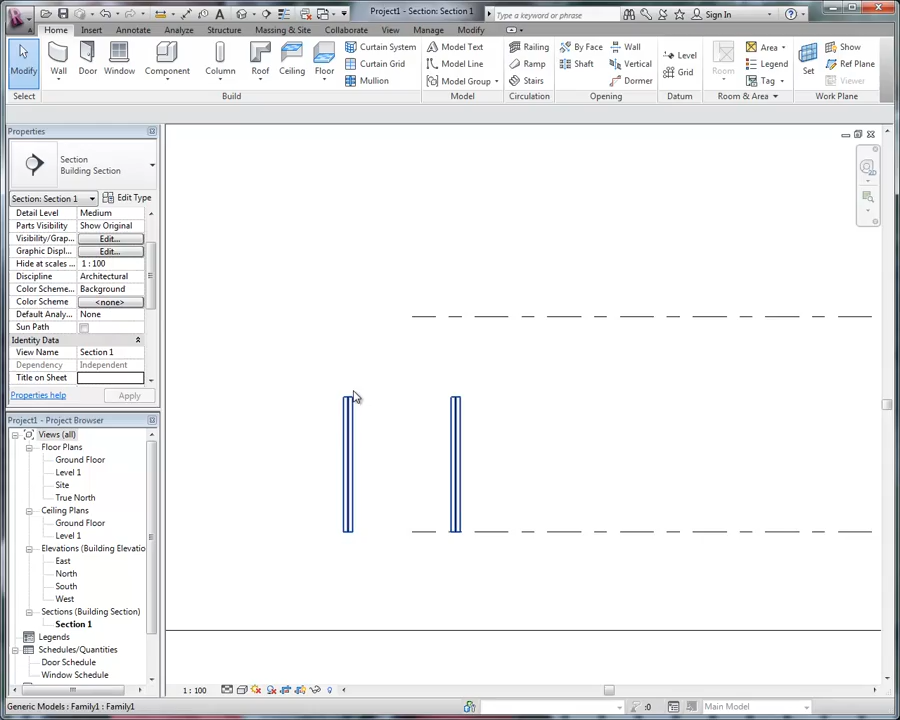 Project1 - Section: Section 1
Type a keyword or phrase
Sign In
Home Insert Annotate Analyze Structure Massing & Site Collaborate View Manage Modify
Modify
Wall
Door
Window
Component
Column
Roof
Ceiling
Floor
Curtain System
Curtain Grid
Mullion
Model Text
Model Line
Model Group
Railing
Ramp
Stairs
By Face
Shaft
Wall
Vertical
Dormer
Level
Grid
Room
Area
Legend
Tag
Set
Show
Ref Plane
Viewer
Select Build Model Circulation Opening Datum Room & Area Work Plane
Properties
Section
Building Section
Section: Section 1 Edit Type
Detail Level Medium
Parts Visibility Show Original
Visibility/Grap... Edit...
Graphic Displ... Edit...
Hide at scales ... 1 : 100
Discipline Architectural
Color Scheme... Background
Color Scheme <none>
Default Analy... None
Sun Path
Identity Data
View Name Section 1
Dependency Independent
Title on Sheet
Properties help Apply
Project1 - Project Browser
Views (all)
Floor Plans
Ground Floor
Level 1
Site
True North
Ceiling Plans
Ground Floor
Level 1
Elevations (Building Elevatio
East
North
South
West
Sections (Building Section)
Section 1
Legends
Schedules/Quantities
Door Schedule
Window Schedule
1 : 100
Generic Models : Family1 : Family1
:0
Main Model